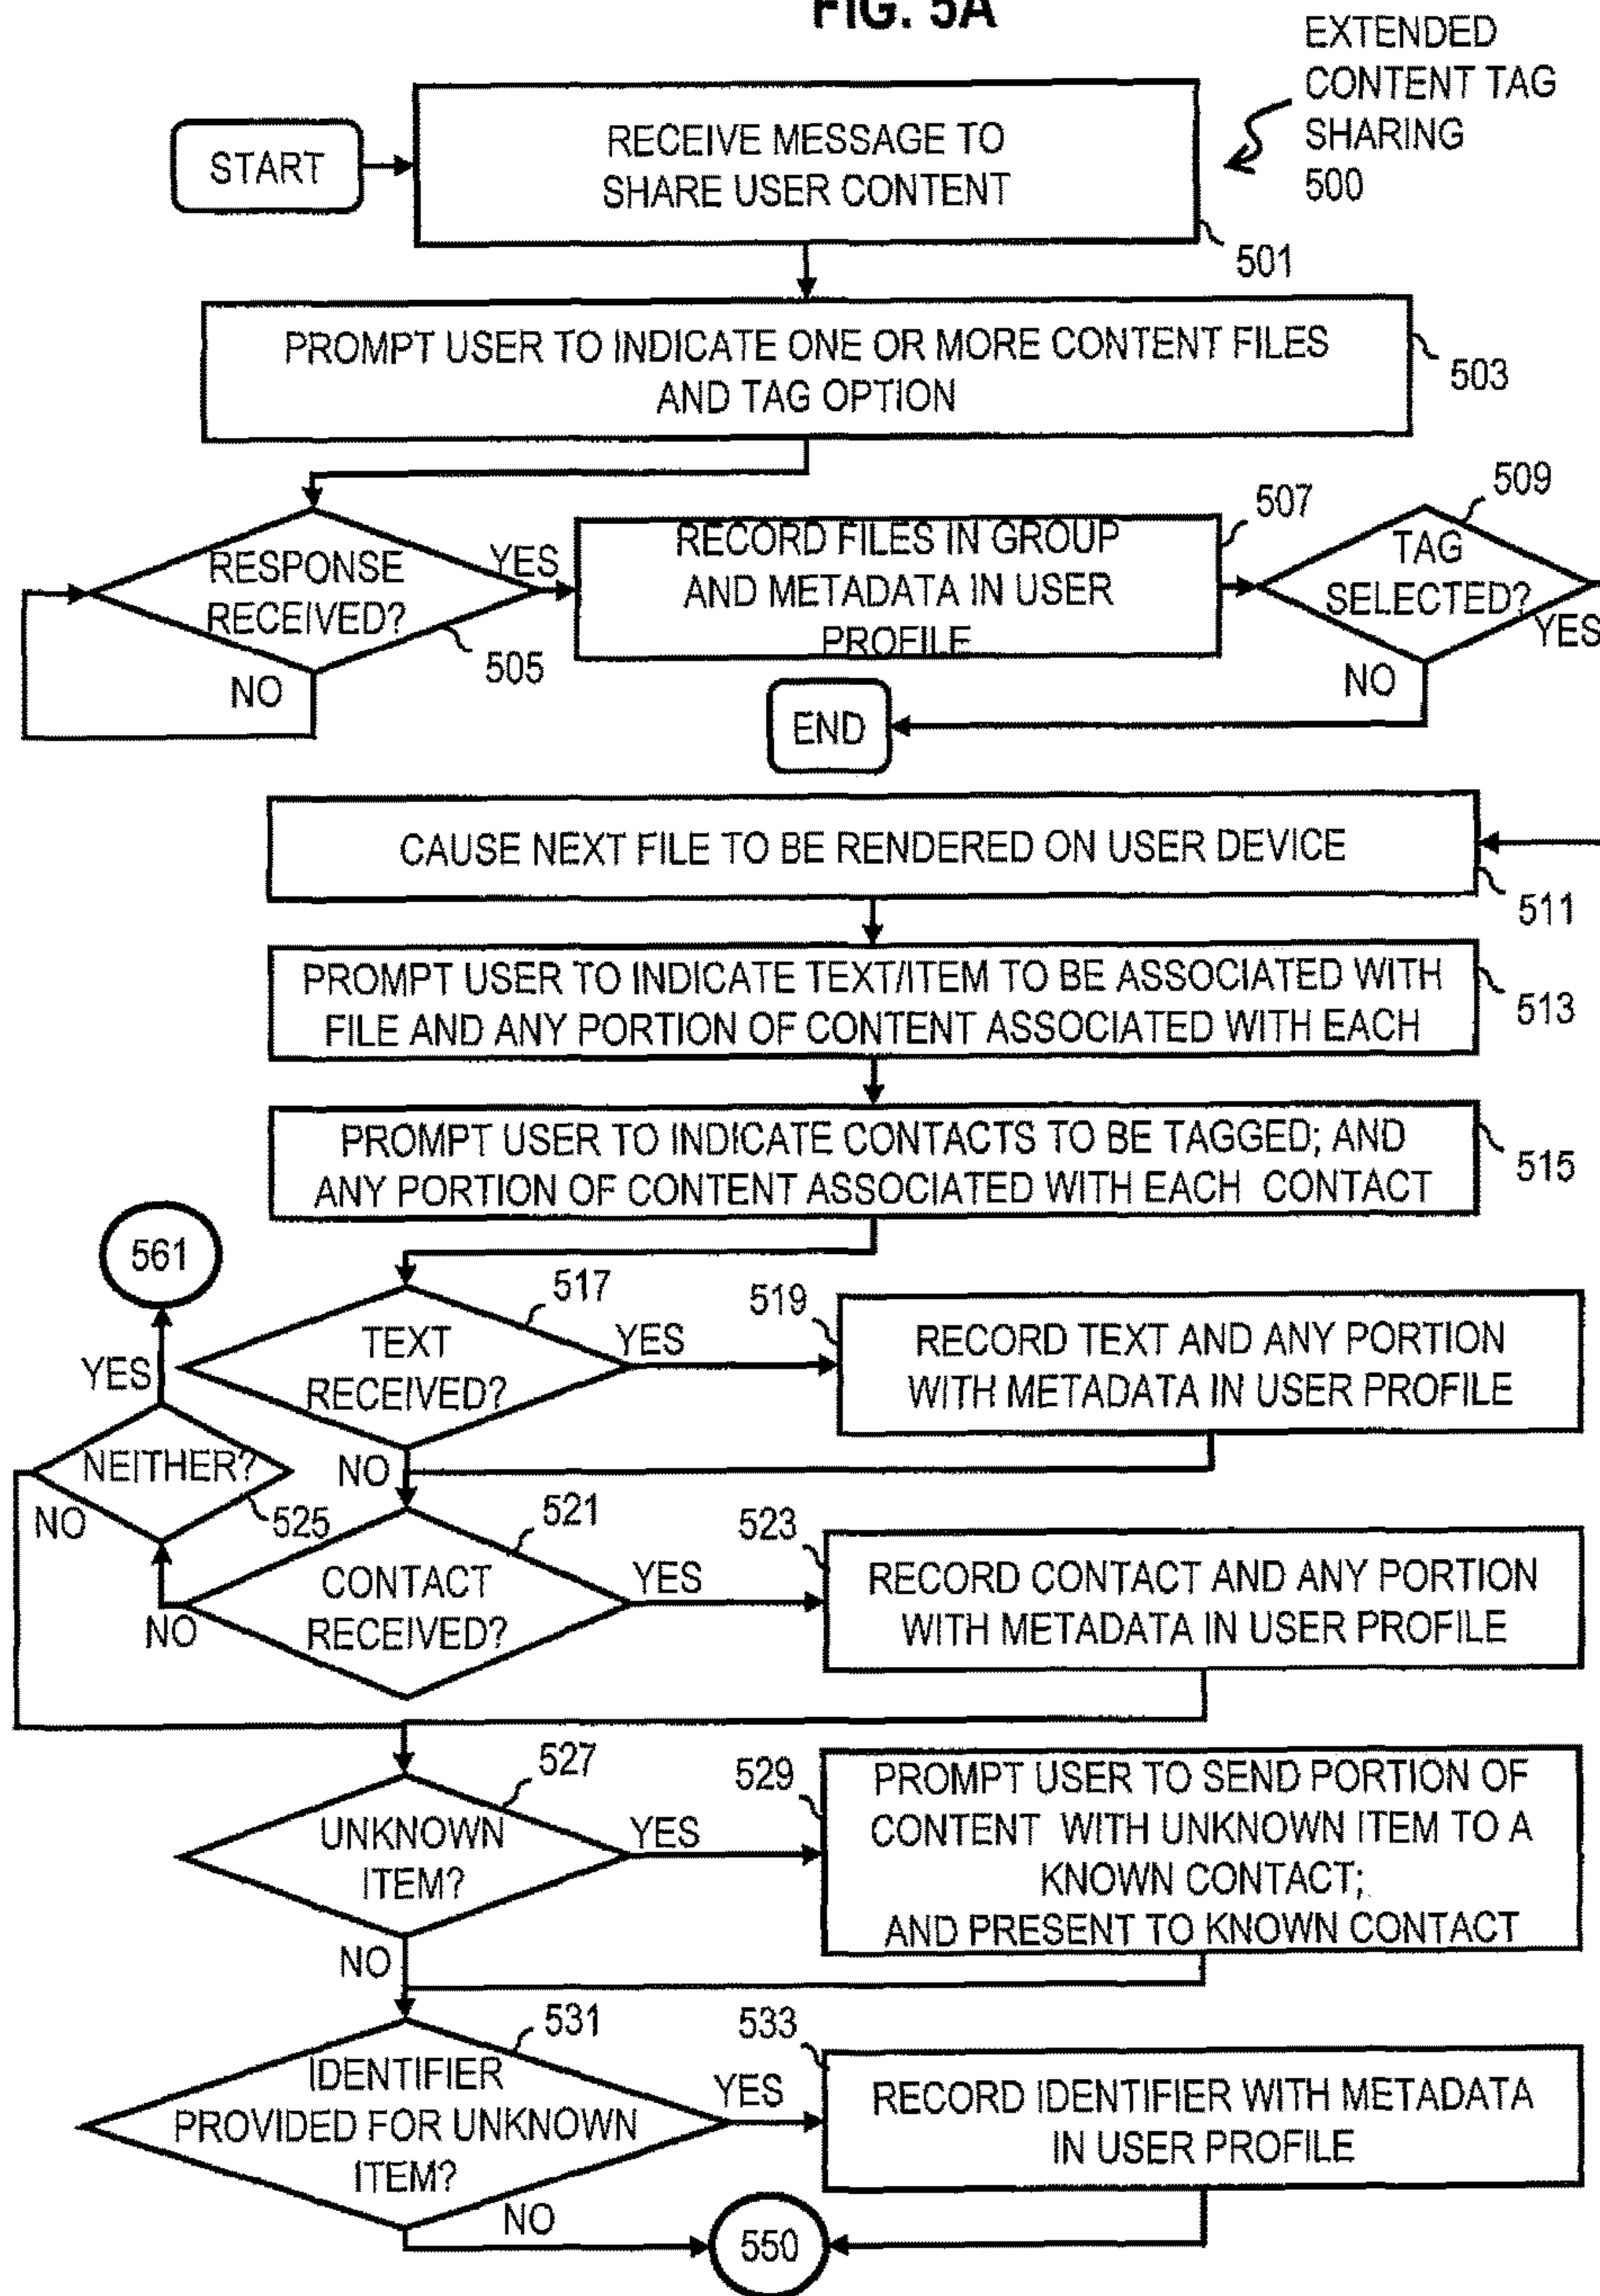 FIG. 5A
EXTENDED
CONTENT TAG
SHARING
500
START
RECEIVE MESSAGE TO
SHARE USER CONTENT
501
PROMPT USER TO INDICATE ONE OR MORE CONTENT FILES
AND TAG OPTION
503
RESPONSE
RECEIVED?
505
YES
NO
RECORD FILES IN GROUP
AND METADATA IN USER
PROFILE
507
TAG
SELECTED?
509
YES
NO
END
CAUSE NEXT FILE TO BE RENDERED ON USER DEVICE
511
PROMPT USER TO INDICATE TEXT/ITEM TO BE ASSOCIATED WITH
FILE AND ANY PORTION OF CONTENT ASSOCIATED WITH EACH
513
PROMPT USER TO INDICATE CONTACTS TO BE TAGGED; AND
ANY PORTION OF CONTENT ASSOCIATED WITH EACH CONTACT
515
561
TEXT
RECEIVED?
517
YES
NO
519
RECORD TEXT AND ANY PORTION
WITH METADATA IN USER PROFILE
YES
NEITHER?
525
NO
CONTACT
RECEIVED?
521
YES
NO
523
RECORD CONTACT AND ANY PORTION
WITH METADATA IN USER PROFILE
UNKNOWN
ITEM?
527
YES
NO
529
PROMPT USER TO SEND PORTION OF
CONTENT WITH UNKNOWN ITEM TO A
KNOWN CONTACT;
AND PRESENT TO KNOWN CONTACT
IDENTIFIER
PROVIDED FOR UNKNOWN
ITEM?
531
YES
NO
533
RECORD IDENTIFIER WITH METADATA
IN USER PROFILE
550